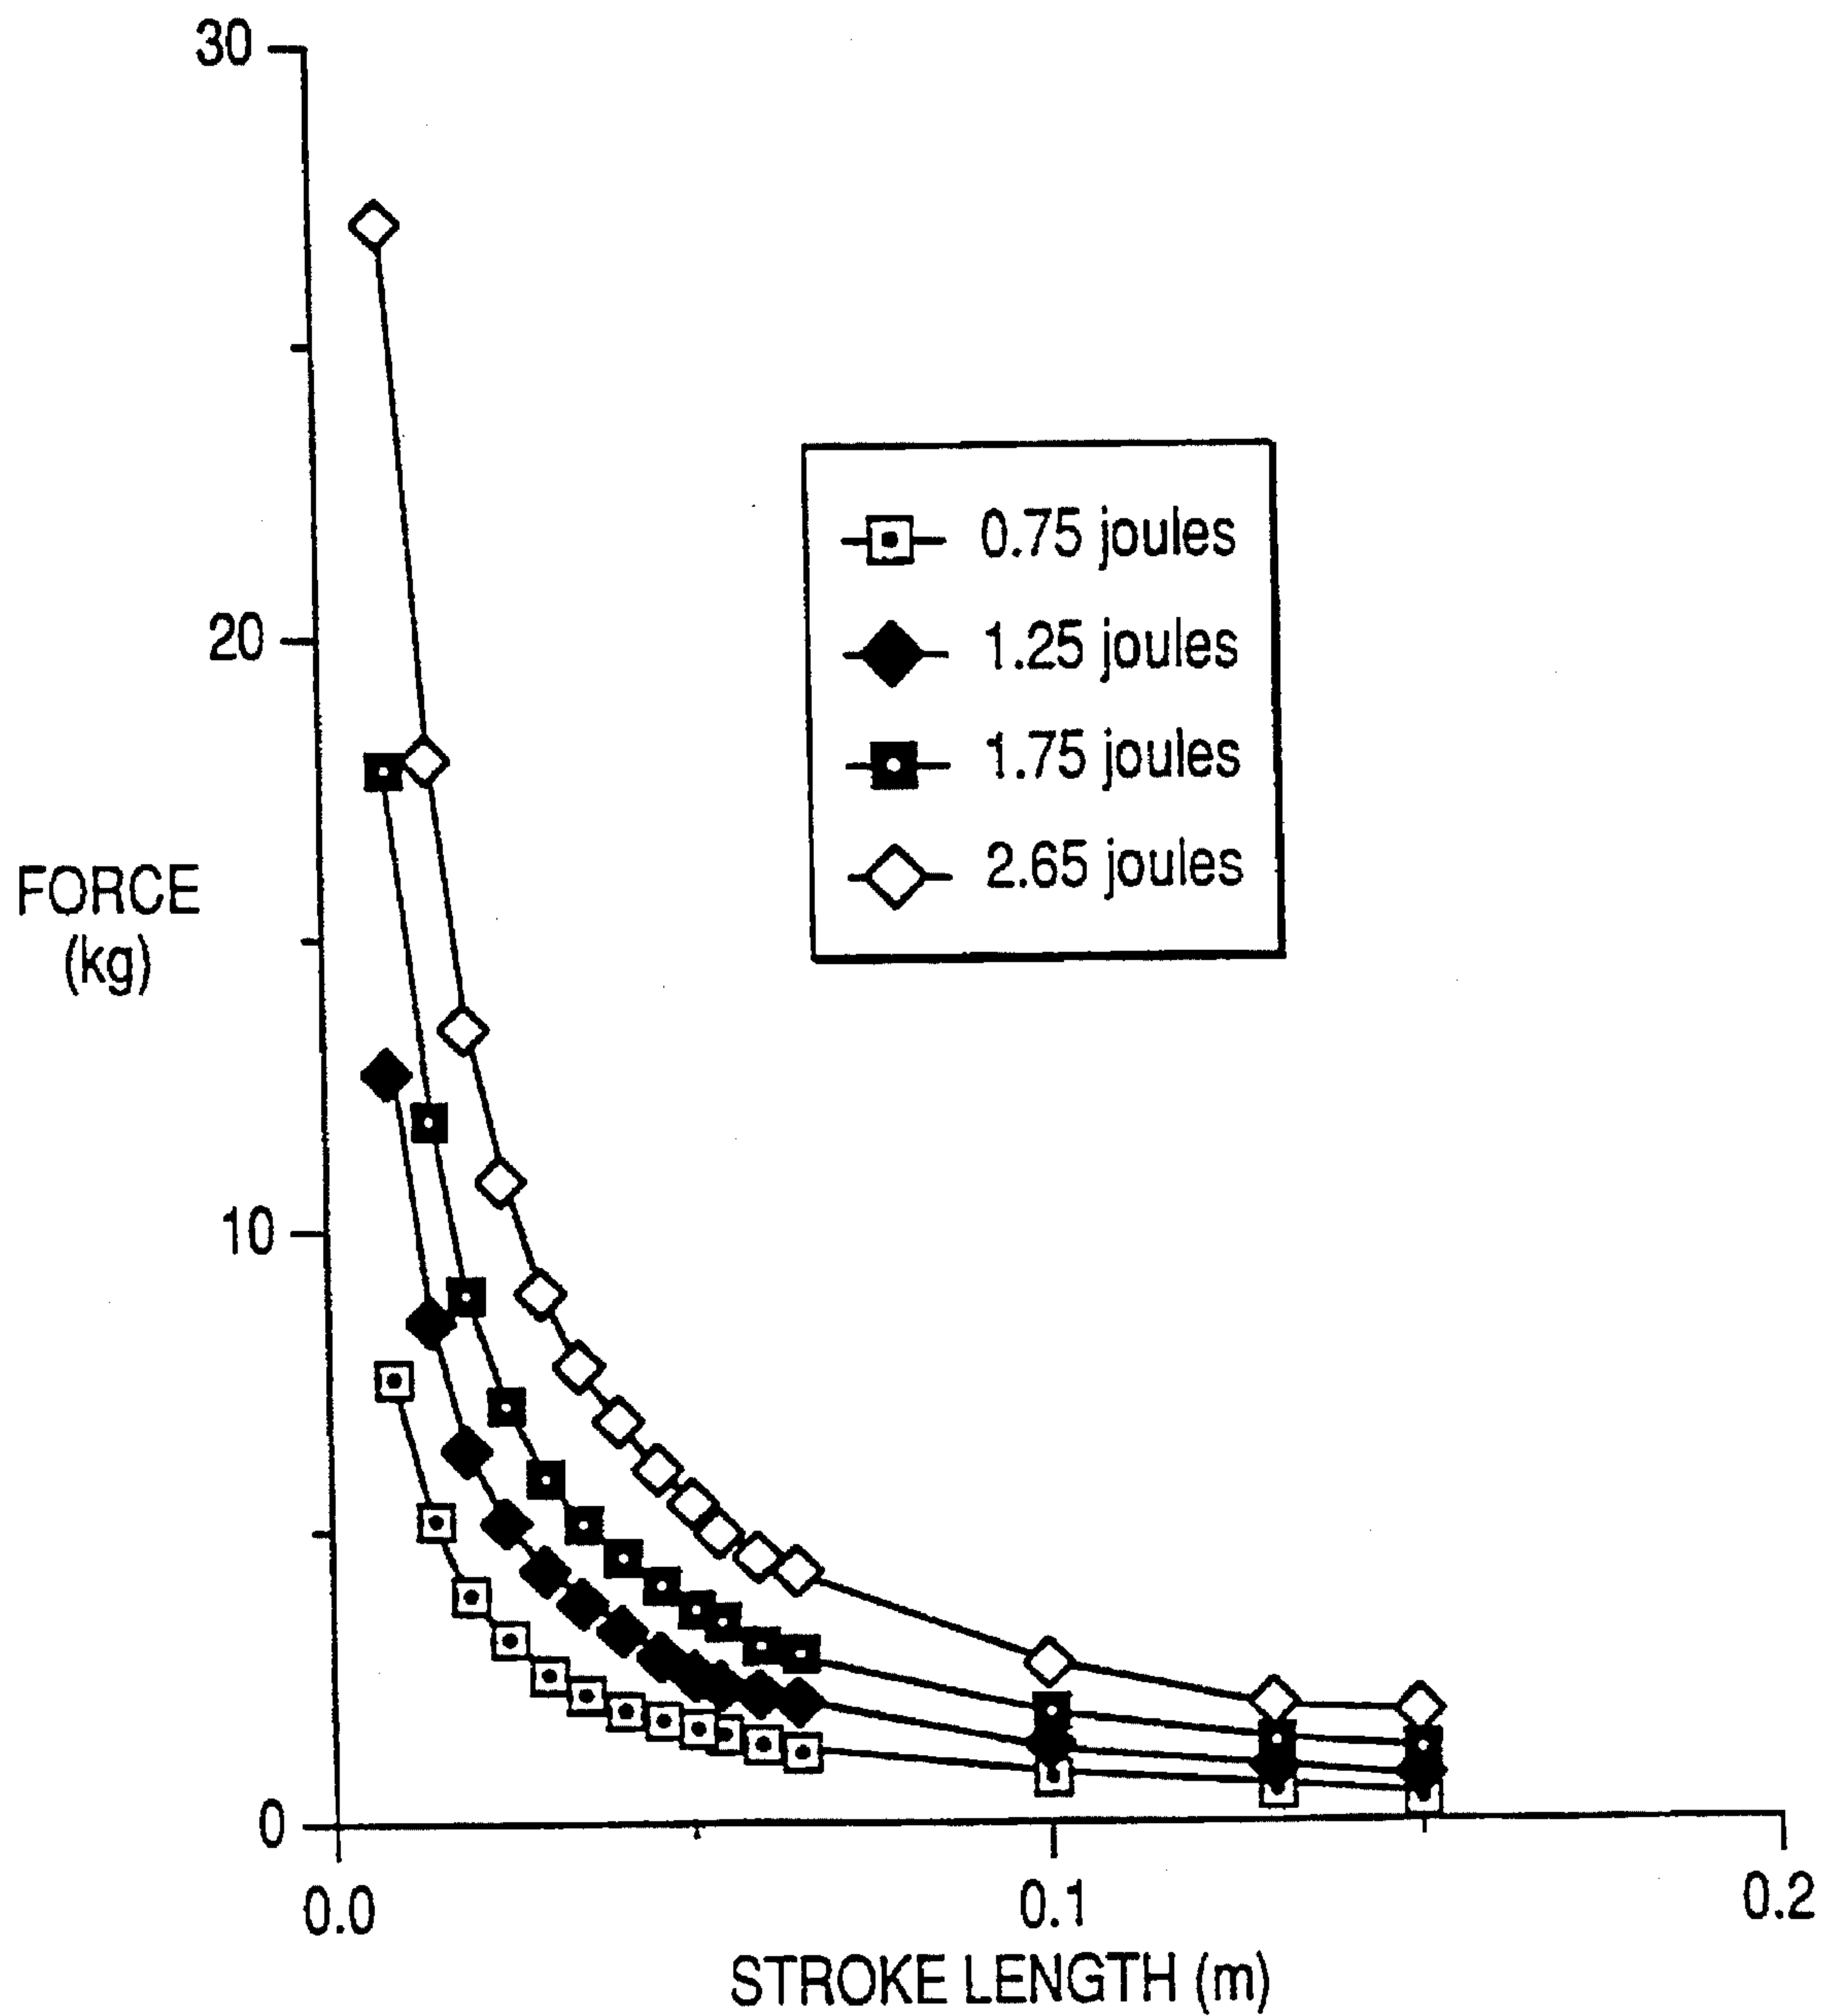 30
20
10
0
FORCE
(kg)
0.75 joules
1.25 joules
1.75 joules
2.65 joules
0.0
0.1
0.2
STROKE LENGTH (m)